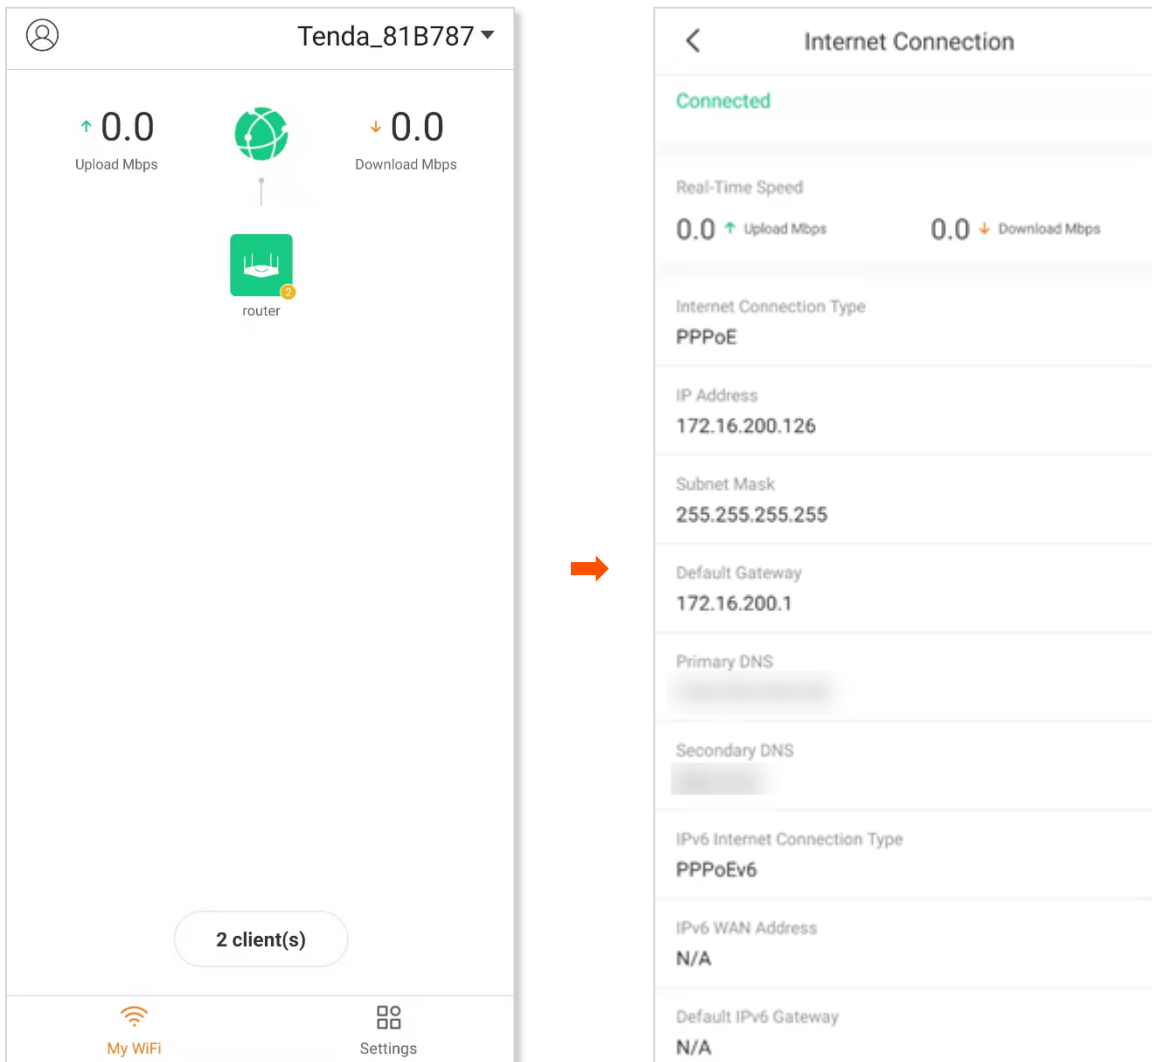 Tenda_81B787
0.0
Upload Mbps
0.0
Download Mbps
2
router
2 client(s)
My WiFi
Settings
Internet Connection
Connected
Real-Time Speed
0.0 Upload Mbps
0.0 Download Mbps
Internet Connection Type
PPPoE
IP Address
172.16.200.126
Subnet Mask
255.255.255.255
Default Gateway
172.16.200.1
Primary DNS
Secondary DNS
IPv6 Internet Connection Type
PPPoEv6
IPv6 WAN Address
N/A
Default IPv6 Gateway
N/A